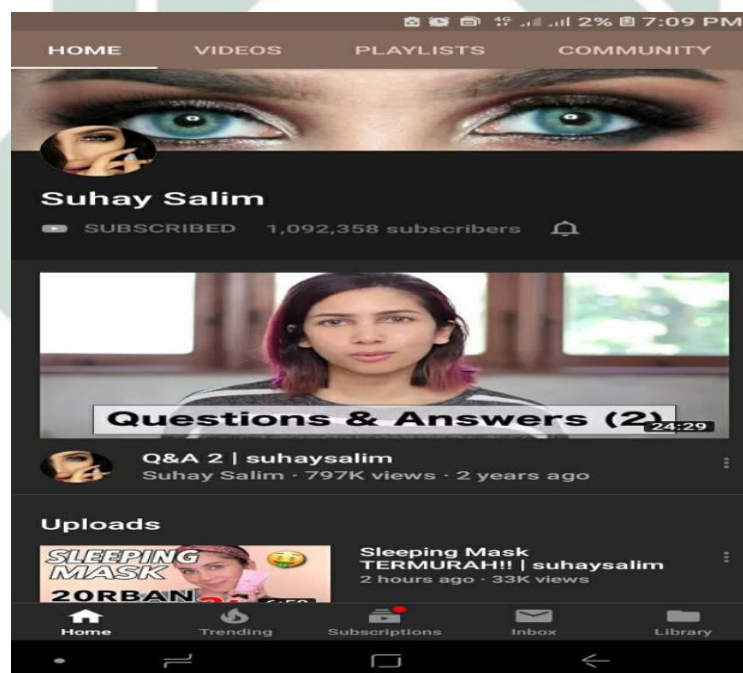 4G 2% 7:09 PM
HOME VIDEOS PLAYLISTS COMMUNITY
Suhay Salim
SUBSCRIBED 1,092,358 subscribers
Questions & Answers (2)
24:29
Q&A 2 | suhaysalim
Suhay Salim · 797K views · 2 years ago
Uploads
SLEEPING
MASK
20RBAN
Sleeping Mask
TERMURAH!! | suhaysalim
2 hours ago · 33K views
Home Trending Subscriptions Inbox Library